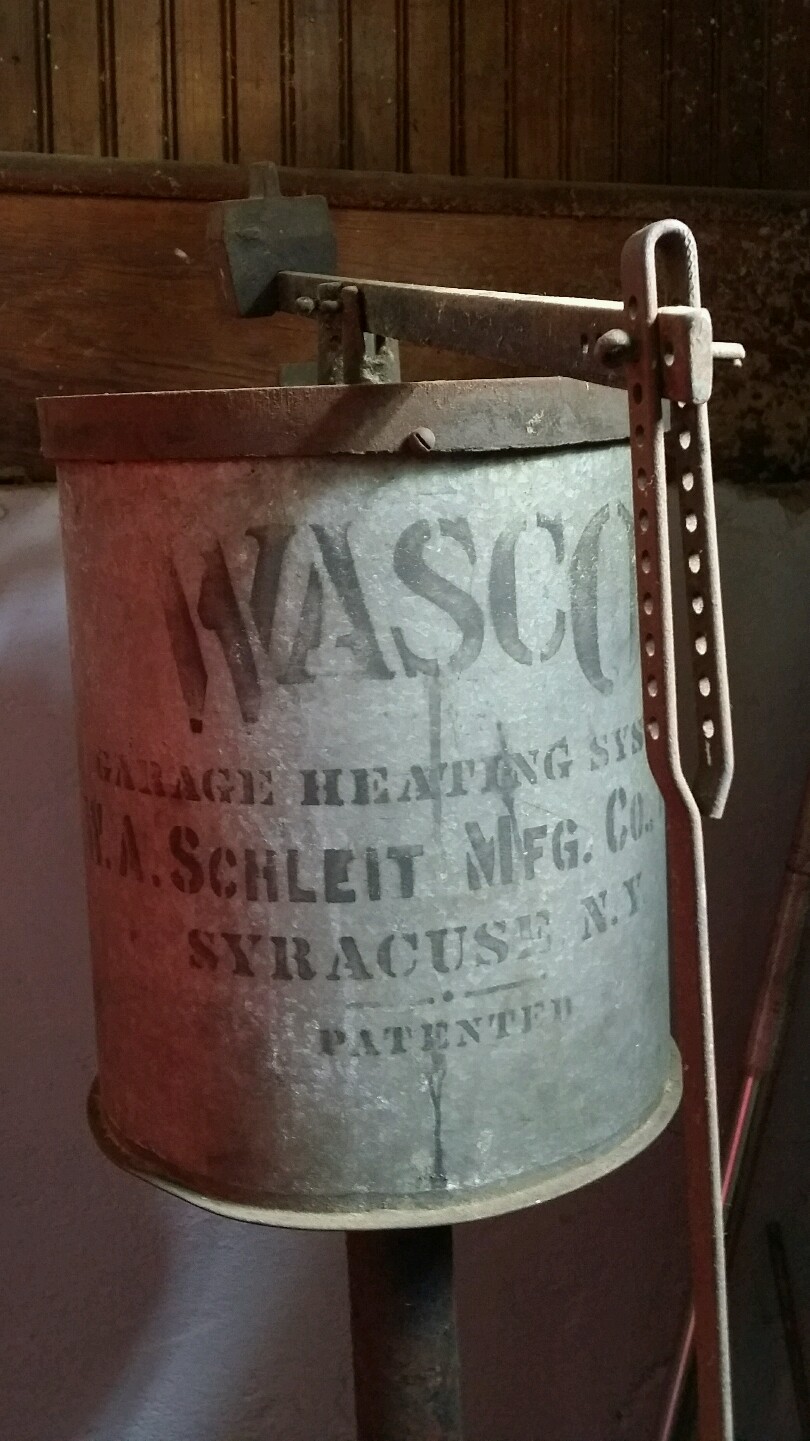 WASCO
GARAGE HEATING SYS
W.A. SCHLEIT MFG. CO.
SYRACUSE N.Y.
PATENTED